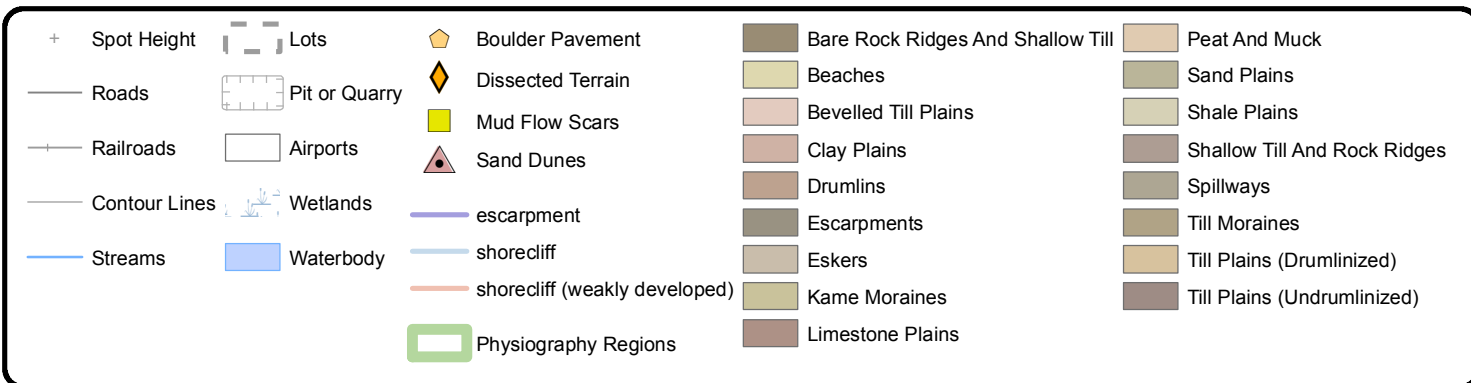 Spot Height
Roads
Railroads
Contour Lines
Streams
Lots
Pit or Quarry
Airports
Wetlands
Waterbody
Boulder Pavement
Dissected Terrain
Mud Flow Scars
Sand Dunes
escarpment
shorecliff
shorecliff (weakly developed)
Physiography Regions
Bare Rock Ridges And Shallow Till
Beaches
Bevelled Till Plains
Clay Plains
Drumlins
Escarpments
Eskers
Kame Moraines
Limestone Plains
Peat And Muck
Sand Plains
Shale Plains
Shallow Till And Rock Ridges
Spillways
Till Moraines
Till Plains (Drumlinized)
Till Plains (Undrumlinized)